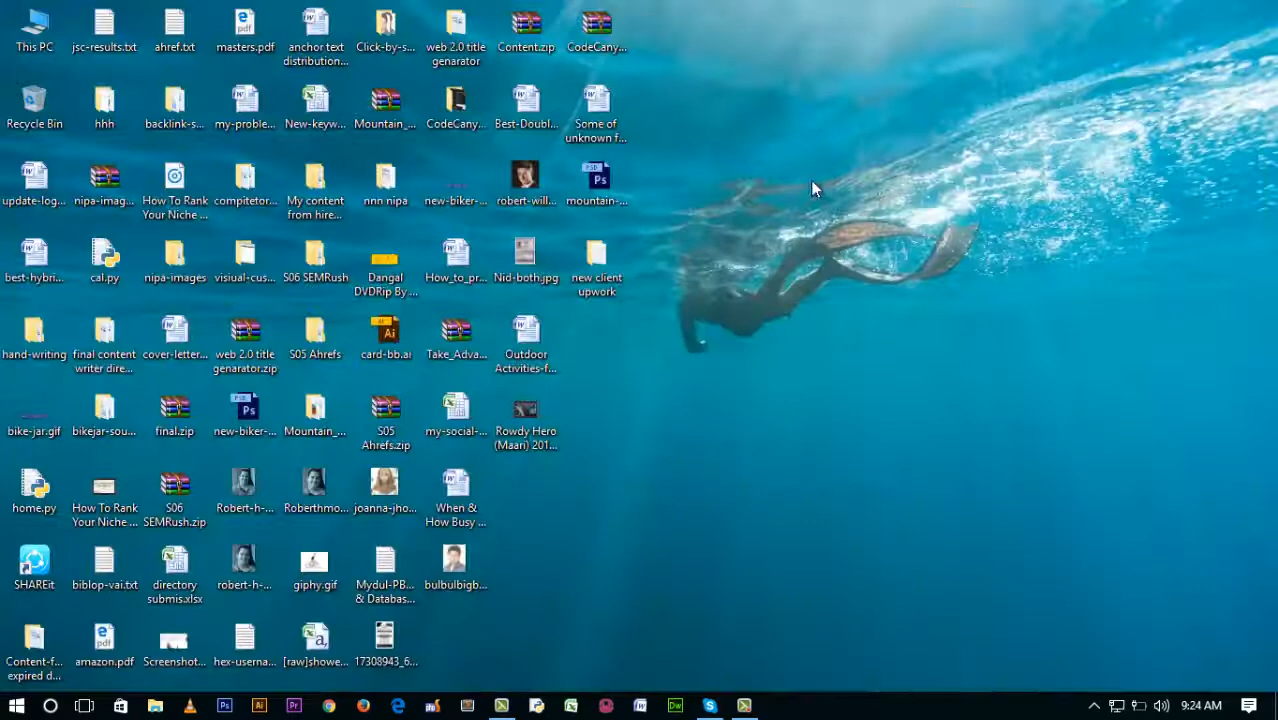 This PC
jsc-results.txt
ahref.txt
masters.pdf
anchor text
distribution...
Click-by-s...
web 2.0 title
genarator
Content.zip
CodeCany...
Recycle Bin
hhh
backlink-s...
my-proble...
New-keyw...
Mountain_...
CodeCany...
Best-Doubl...
Some of
unknown f...
update-log...
nipa-imag...
How To Rank
Your Niche ...
compitetor...
My content
from hire...
nnn nipa
new-biker-...
robert-will...
mountain-...
best-hybri...
cal.py
nipa-images
visiual-cus...
S06 SEMRush
Dangal
DVDRip By ...
How_to_pr...
Nid-both.jpg
new client
upwork
hand-writing
final content
writer dire...
cover-letter...
web 2.0 title
genarator.zip
S05 Ahrefs
card-bb.ai
Take_Adva...
Outdoor
Activities-f...
bike-jar.gif
bikejar-sou...
final.zip
new-biker-...
Mountain_...
S05
Ahrefs.zip
my-social-...
Rowdy Hero
(Maari) 201...
home.py
How To Rank
Your Niche ...
S06
SEMRush.zip
Robert-h-...
Roberthmo...
joanna-jho...
When &
How Busy ...
SHAREit
biblop-vai.txt
directory
submis.xlsx
robert-h-...
giphy.gif
Mydul-PB...
& Databas...
bulbulbigb...
Content-f...
expired d...
amazon.pdf
Screenshot...
hex-userna...
[raw]showe...
17308943_6...
9:24 AM